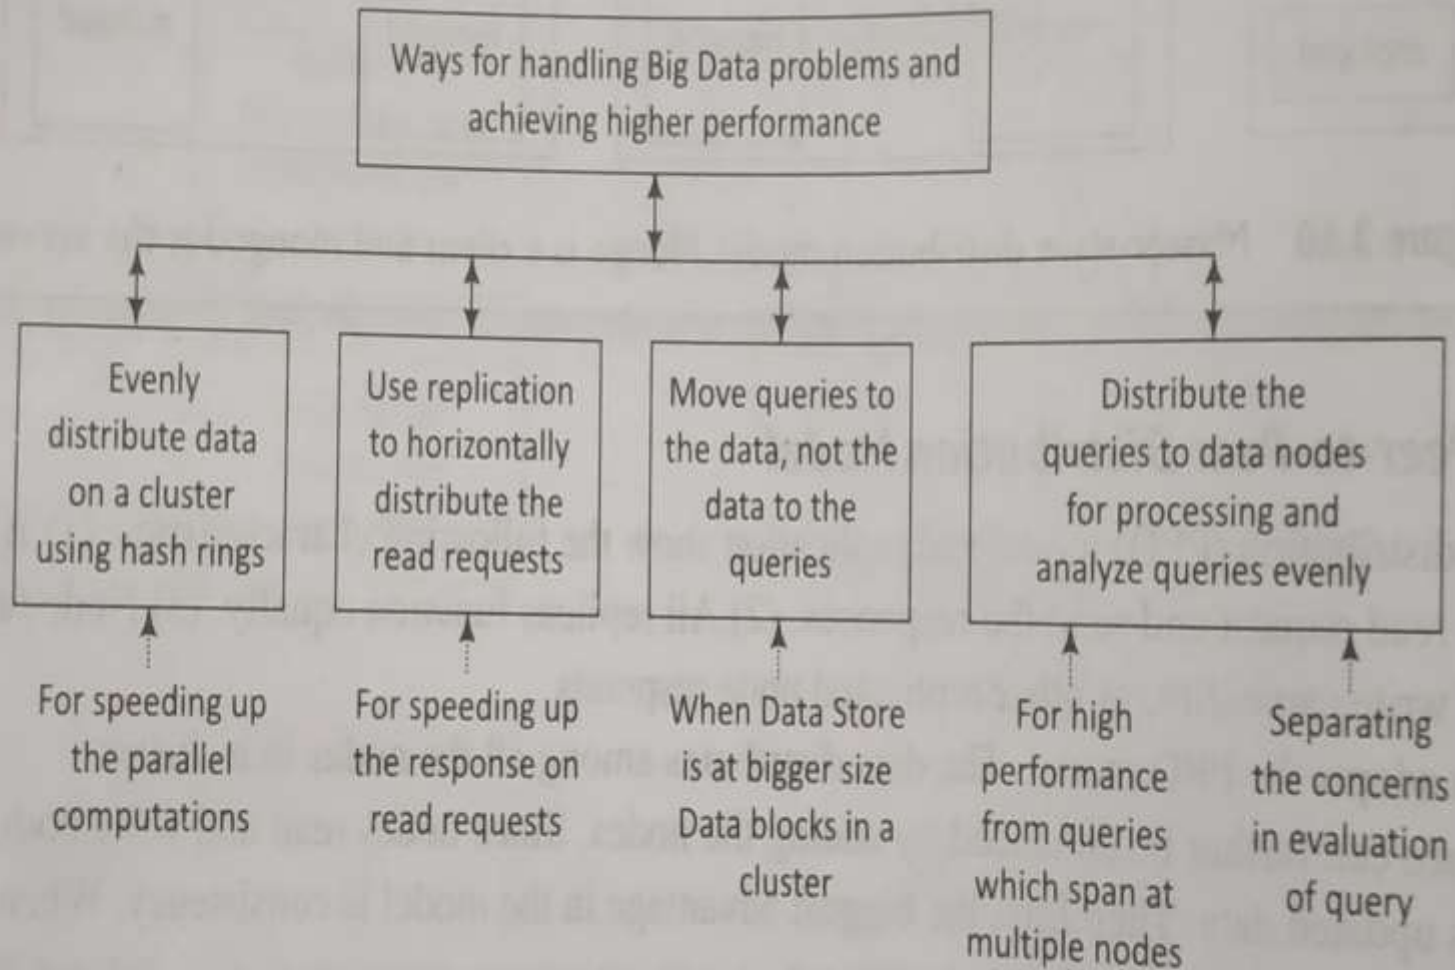 Ways for handling Big Data problems and
achieving higher performance
Evenly
distribute data
on a cluster
using hash rings
Use replication
to horizontally
distribute the
read requests
Move queries to
the data, not the
data to the
queries
Distribute the
queries to data nodes
for processing and
analyze queries evenly
For speeding up
the parallel
computations
For speeding up
the response on
read requests
When Data Store
is at bigger size
Data blocks in a
cluster
For high
performance
from queries
which span at
multiple nodes
Separating
the concerns
in evaluation
of query